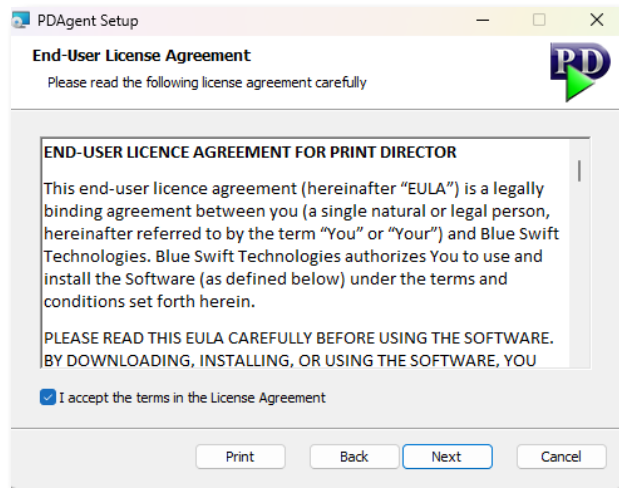 PDAgent Setup
End-User License Agreement
Please read the following license agreement carefully
PD
END-USER LICENCE AGREEMENT FOR PRINT DIRECTOR
This end-user licence agreement (hereinafter “EULA”) is a legally
binding agreement between you (a single natural or legal person,
hereinafter referred to by the term “You” or “Your”) and Blue Swift
Technologies. Blue Swift Technologies authorizes You to use and
install the Software (as defined below) under the terms and
conditions set forth herein.
PLEASE READ THIS EULA CAREFULLY BEFORE USING THE SOFTWARE.
BY DOWNLOADING, INSTALLING, OR USING THE SOFTWARE, YOU
I accept the terms in the License Agreement
Print Back Next Cancel